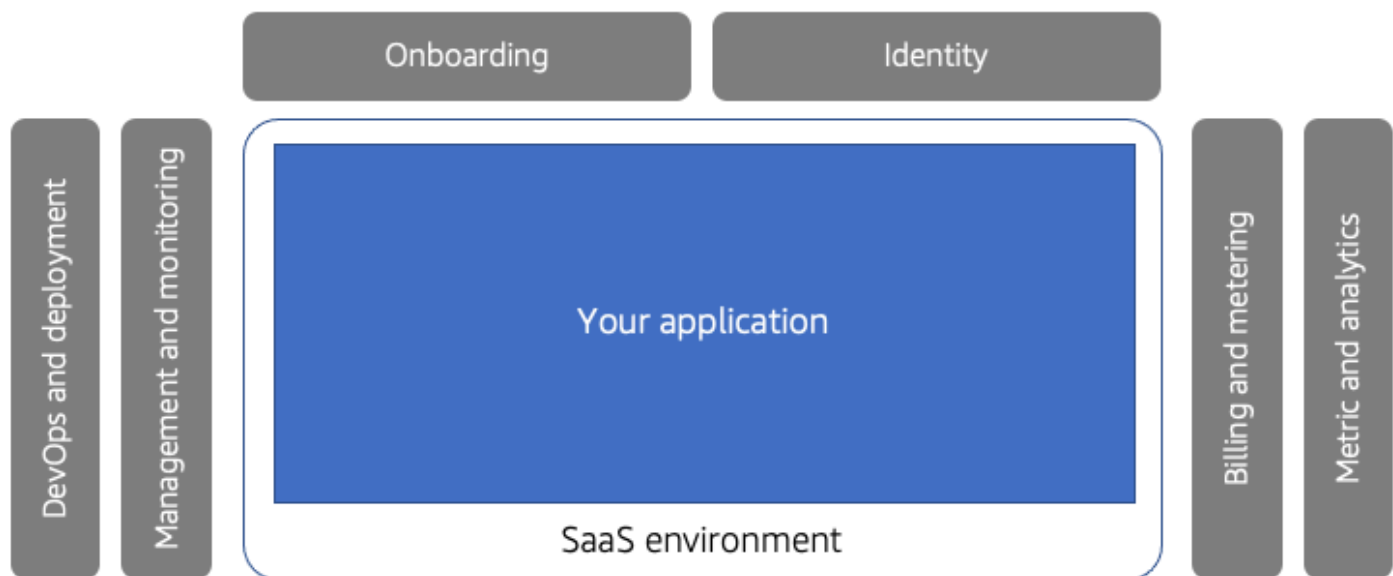 Onboarding
Identity
DevOps and deployment
Management and monitoring
Your application
SaaS environment
Billing and metering
Metric and analytics